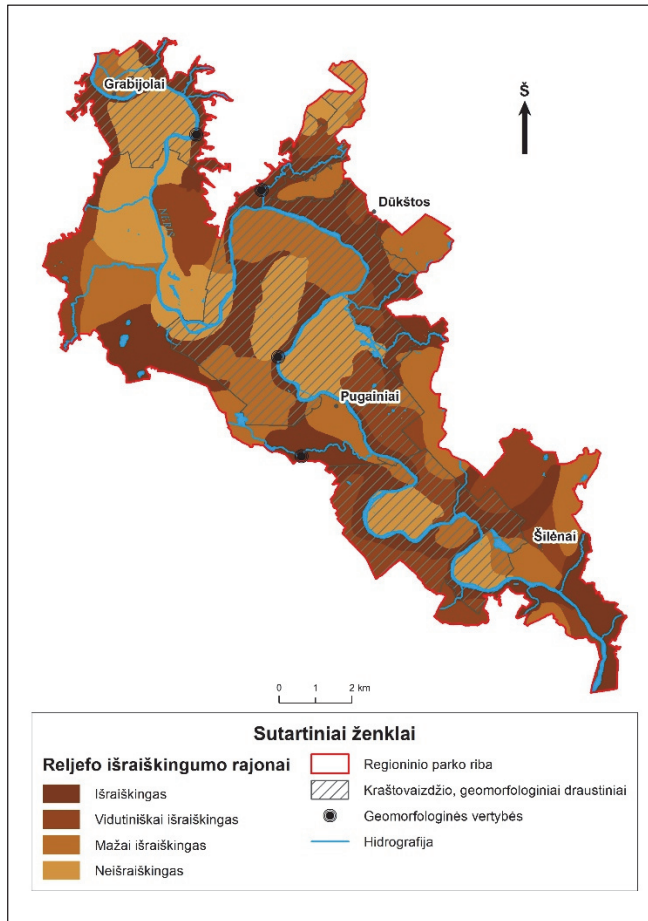 Grabijolai
Š
Dūkštos
Neris
Pugainiai
Šilėnai
0 1 2 km
Sutartiniai ženklai
Reljefo išraiškingumo rajonai
Išraiškingas
Vidutiniškai išraiškingas
Mažai išraiškingas
Neišraiškingas
Regioninio parko riba
Kraštovaizdžio, geomorfologiniai draustiniai
Geomorfologinės vertybės
Hidrografija